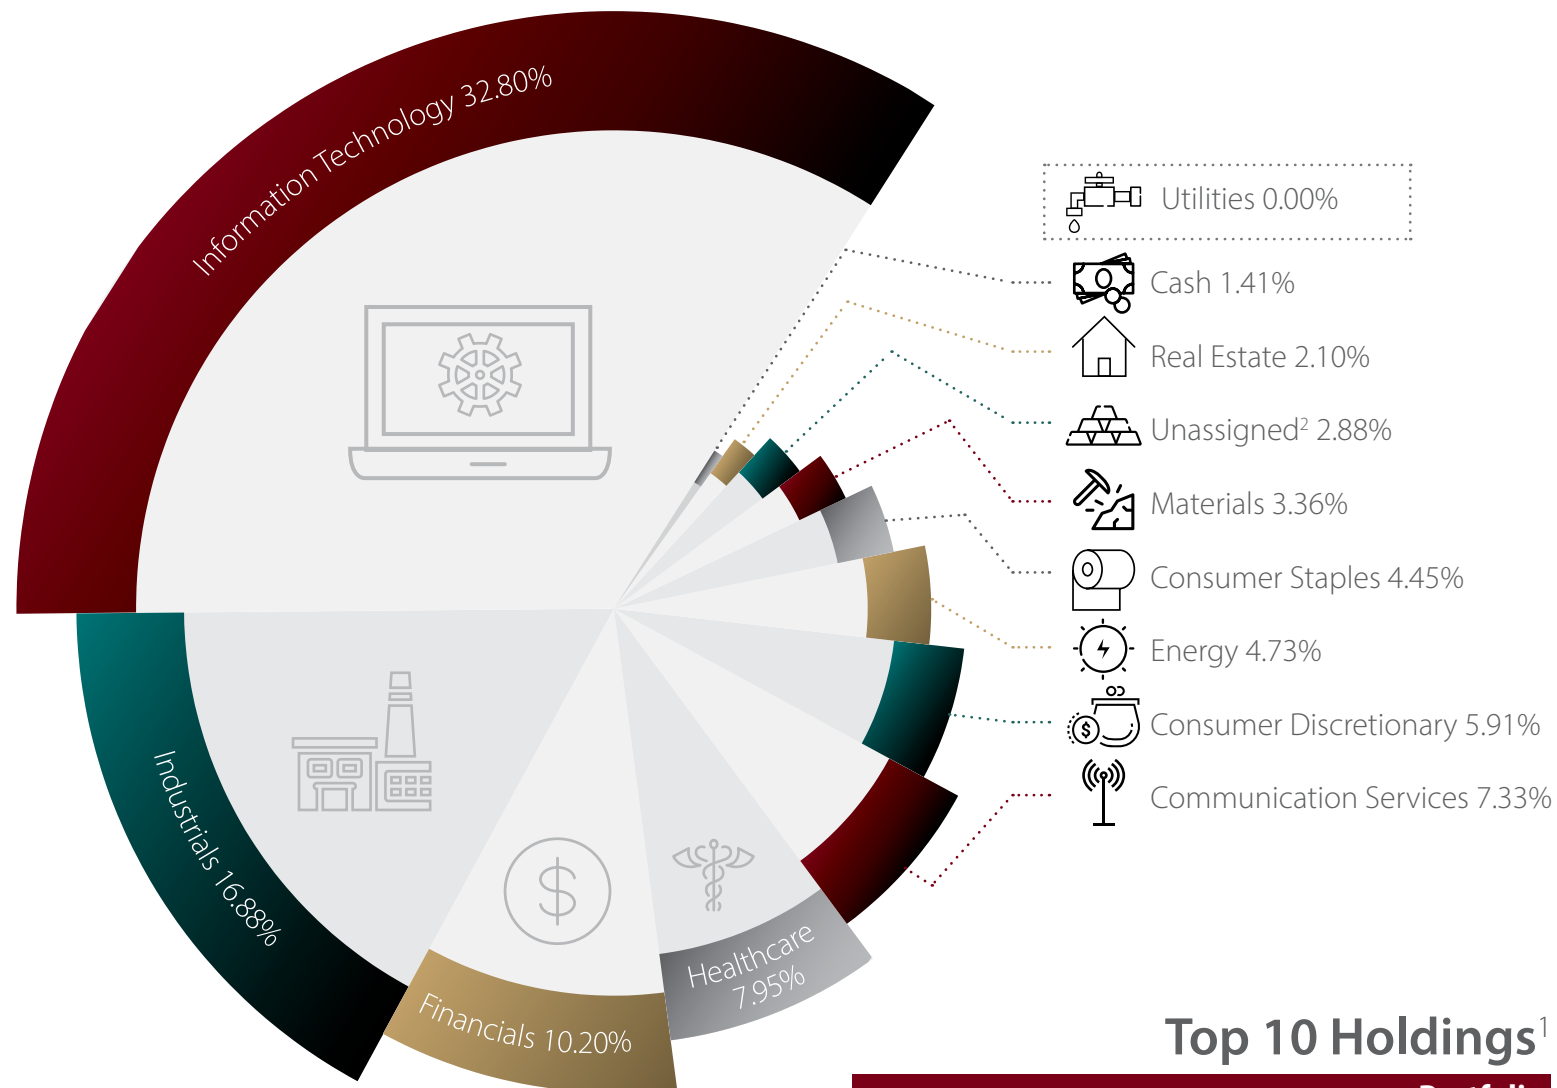 Information Technology 32.80%
Utilities 0.00%
Cash 1.41%
Real Estate 2.10%
Unassigned² 2.88%
Materials 3.36%
Consumer Staples 4.45%
Energy 4.73%
Consumer Discretionary 5.91%
Communication Services 7.33%
Industrials 16.88%
Financials 10.20%
Healthcare
7.95%
Top 10 Holdings¹